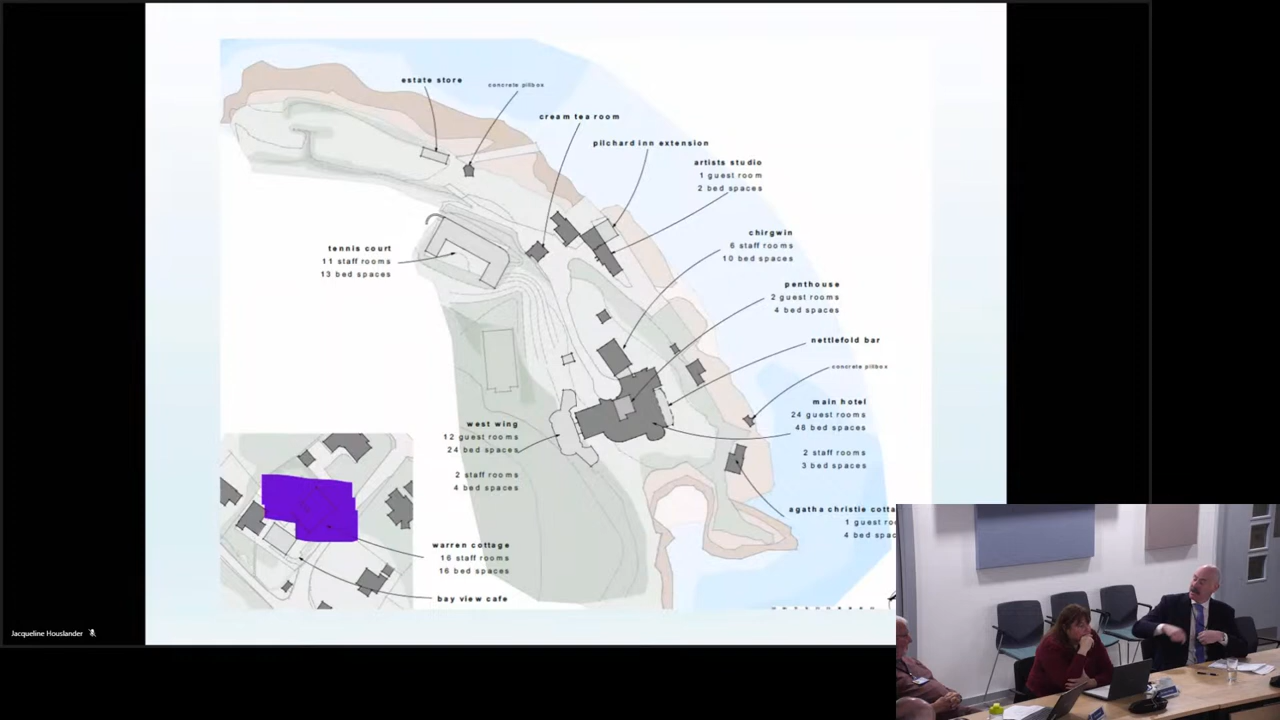 estate store
concrete pillbox
cream tea room
pilchard inn extension
artists studio
1 guest room
2 bed spaces
chirgwin
6 staff rooms
10 bed spaces
tennis court
11 staff rooms
13 bed spaces
penthouse
2 guest rooms
4 bed spaces
nettlefold bar
concrete pillbox
main hotel
24 guest rooms
48 bed spaces
2 staff rooms
3 bed spaces
west wing
12 guest rooms
24 bed spaces
2 staff rooms
4 bed spaces
agatha christie cotta
1 guest roo
4 bed spac
warren cottage
16 staff rooms
16 bed spaces
bay view cafe
Jacqueline Houslander